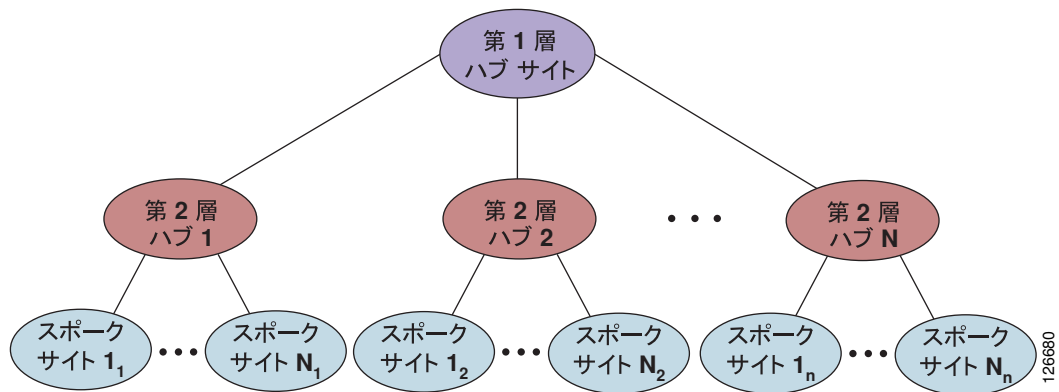 第 1 層
ハブ サイト
第 2 層
ハブ 1
第 2 層
ハブ 2
• • •
第 2 層
ハブ N
スポーク
サイト 1₁
•••
スポーク
サイト N₁
スポーク
サイト 1₂
•••
スポーク
サイト N₂
スポーク
サイト 1ₙ
•••
スポーク
サイト Nₙ
126680